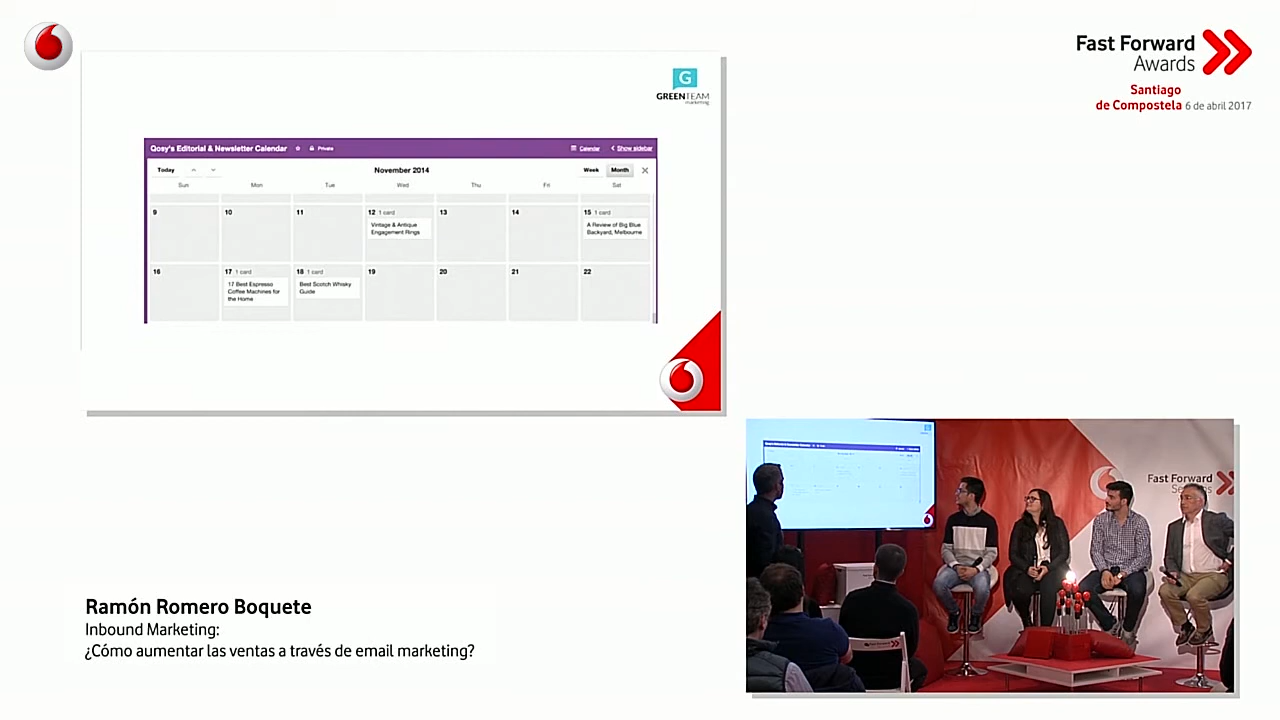 Fast Forward
Awards
Santiago
de Compostela 6 de abril 2017
G
GREENTEAM
marketing
Qosy's Editorial & Newsletter Calendar Private Calendar Show sidebar
Today November 2014 Week Month
Sun Mon Tue Wed Thu Fri Sat
9 10 11 12 1 card 13 14 15 1 card
Vintage & Antique
Engagement Rings
A Review of Big Blue
Backyard, Melbourne
16 17 1 card 18 1 card 19 20 21 22
17 Best Espresso
Coffee Machines for
the Home
Best Scotch Whisky
Guide
Fast Forward
Ramón Romero Boquete
Inbound Marketing:
¿Cómo aumentar las ventas a través de email marketing?